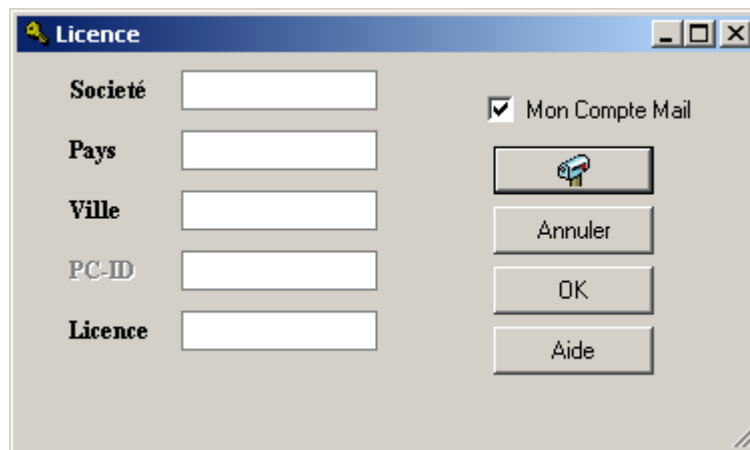 Licence
Societé
Mon Compte Mail
Pays
Ville
Annuler
PC-ID
OK
Licence
Aide